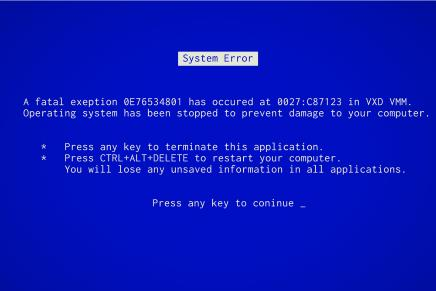 System Error
A fatal exeption 0E76534801 has occured at 0027:C87123 in VXD VMM.
Operating system has been stopped to prevent damage to your computer.
* Press any key to terminate this application.
* Press CTRL+ALT+DELETE to restart your computer.
You will lose any unsaved information in all applications.
Press any key to coninue _